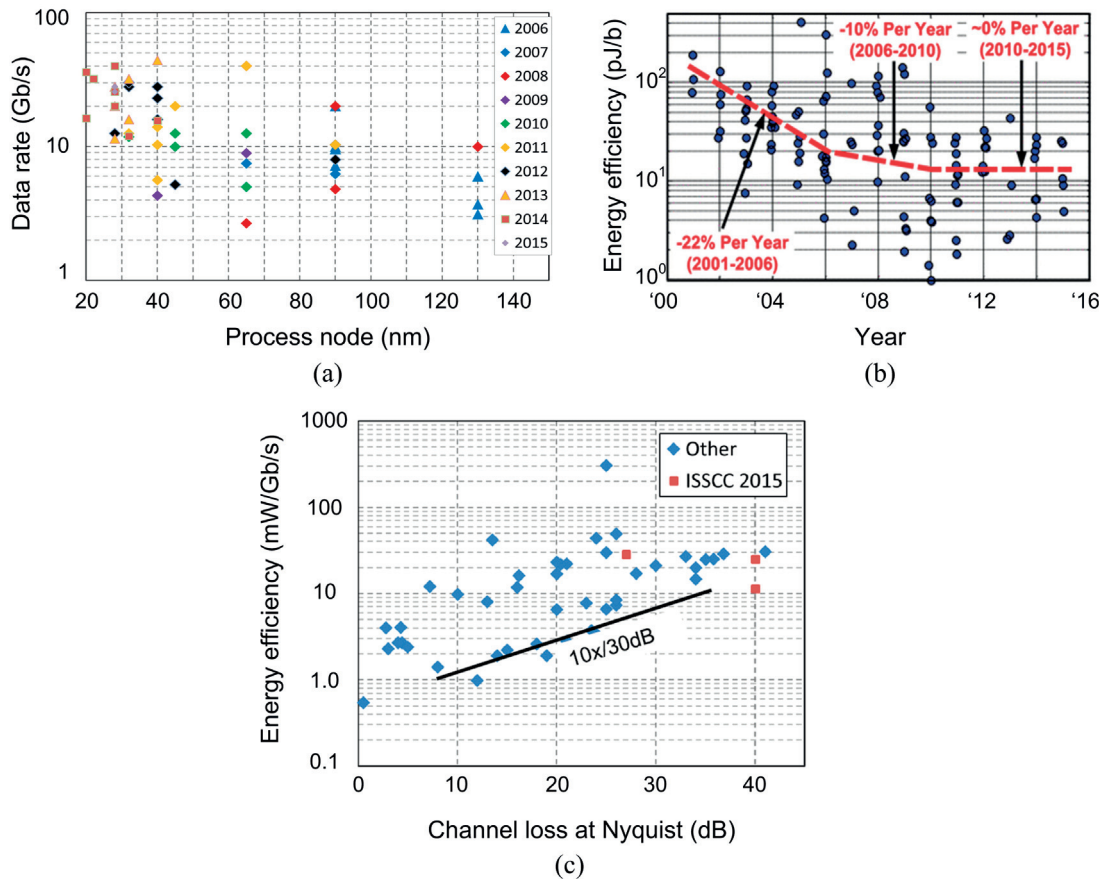 100
10
1
Data rate (Gb/s)
20 40 60 80 100 120 140
Process node (nm)
2006
2007
2008
2009
2010
2011
2012
2013
2014
2015
(a)
Energy efficiency (pJ/b)
10²
10¹
10⁰
-10% Per Year
(2006-2010)
~0% Per Year
(2010-2015)
-22% Per Year
(2001-2006)
‘00 ‘04 ‘08 ‘12 ‘16
Year
(b)
Energy efficiency (mW/Gb/s)
1000
100
10
1.0
0.1
Other
ISSCC 2015
10x/30dB
0 10 20 30 40
Channel loss at Nyquist (dB)
(c)